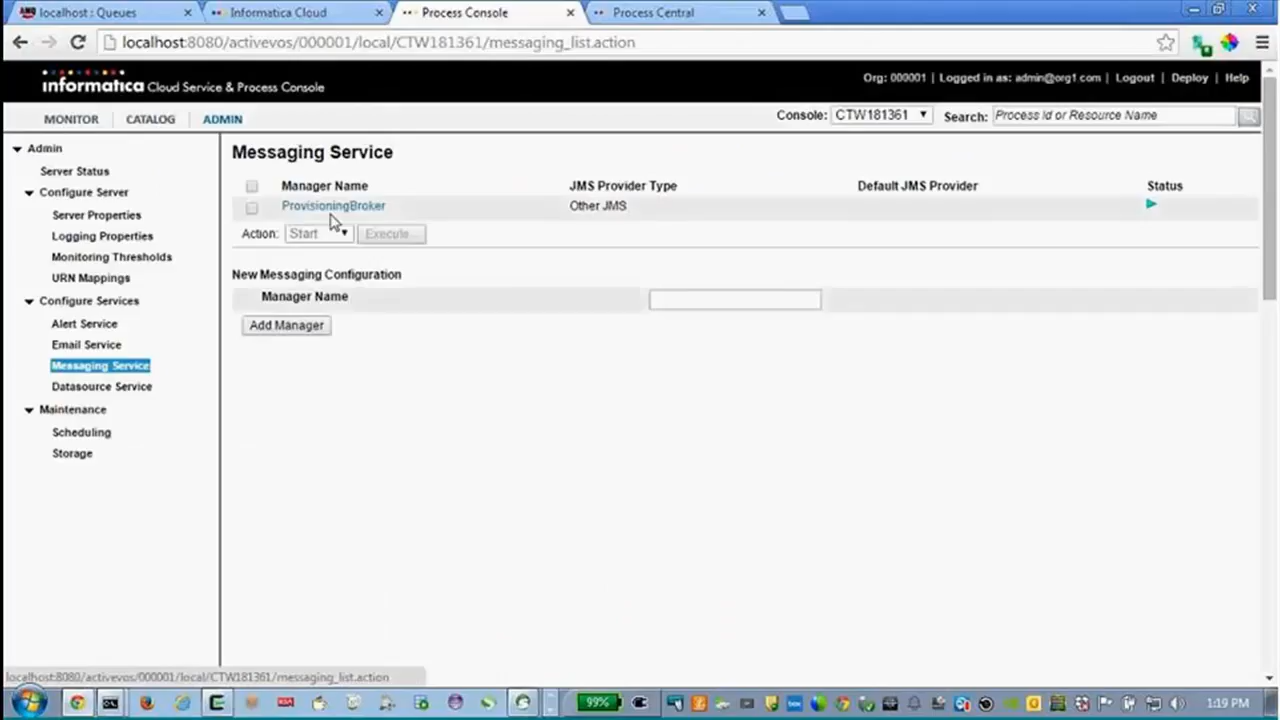 localhost : Queues
Informatica Cloud
Process Console
Process Central
localhost:8080/activevos/000001/local/CTW181361/messaging_list.action
informatica Cloud Service & Process Console
Org: 000001 | Logged in as: admin@org1.com | Logout | Deploy | Help
MONITOR
CATALOG
ADMIN
Console:
CTW181361
Search:
Process Id or Resource Name
Admin
Server Status
Configure Server
Server Properties
Logging Properties
Monitoring Thresholds
URN Mappings
Configure Services
Alert Service
Email Service
Messaging Service
Datasource Service
Maintenance
Scheduling
Storage
Messaging Service
Manager Name
JMS Provider Type
Default JMS Provider
Status
ProvisioningBroker
Other JMS
Action:
Start
Execute...
New Messaging Configuration
Manager Name
Add Manager
localhost:8080/activevos/000001/local/CTW181361/messaging_list.action
99%
1:19 PM